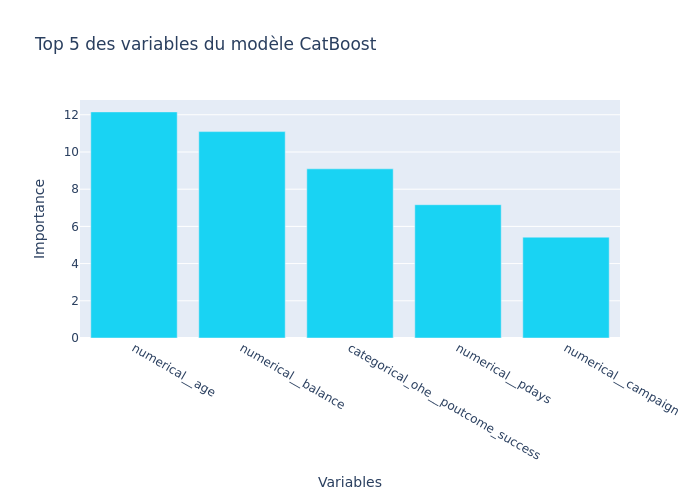 Top 5 des variables du modèle CatBoost
Importance
12
10
8
6
4
2
0
numerical__age
numerical__balance
categorical_ohe__poutcome_success
numerical__pdays
numerical__campaign
Variables